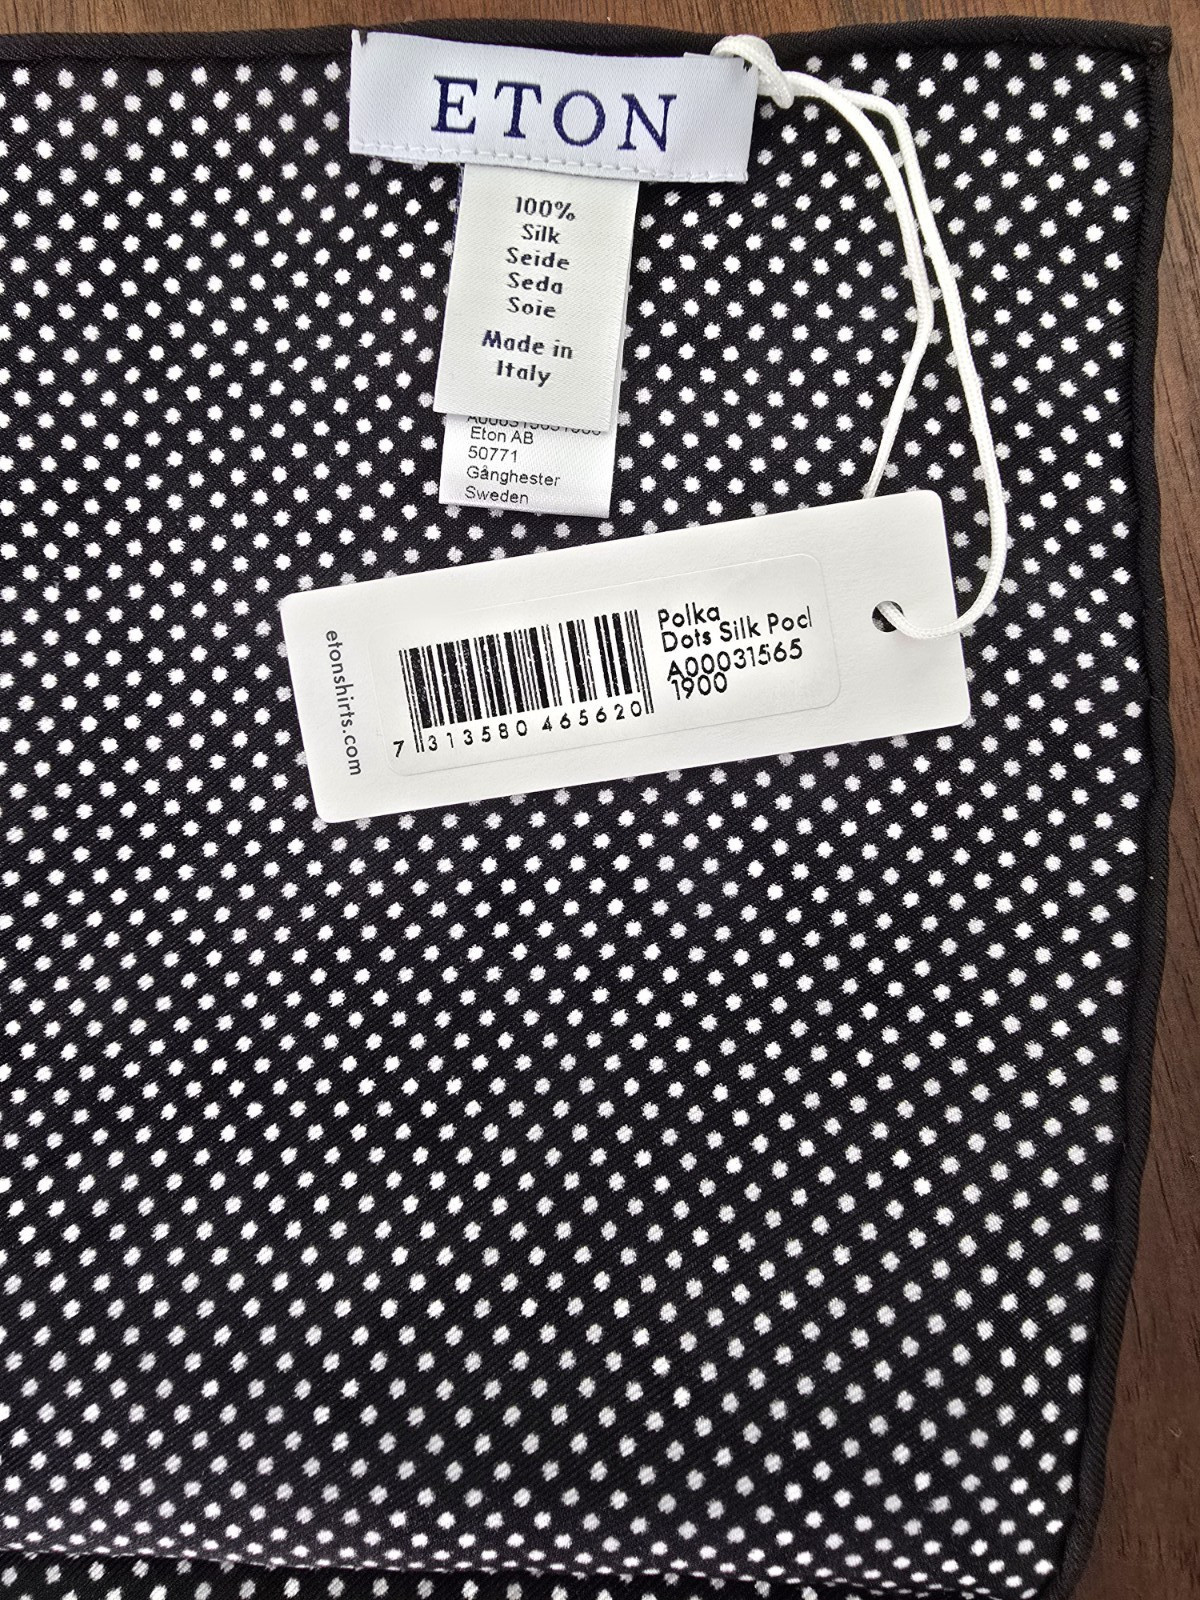 ETON
100%
Silk
Seide
Seda
Soie
Made in
Italy
Eton AB
50771
Gånghester
Sweden
etonshirts.com
7 313580 465620
Polka
Dots Silk Poc
A00031565
1900